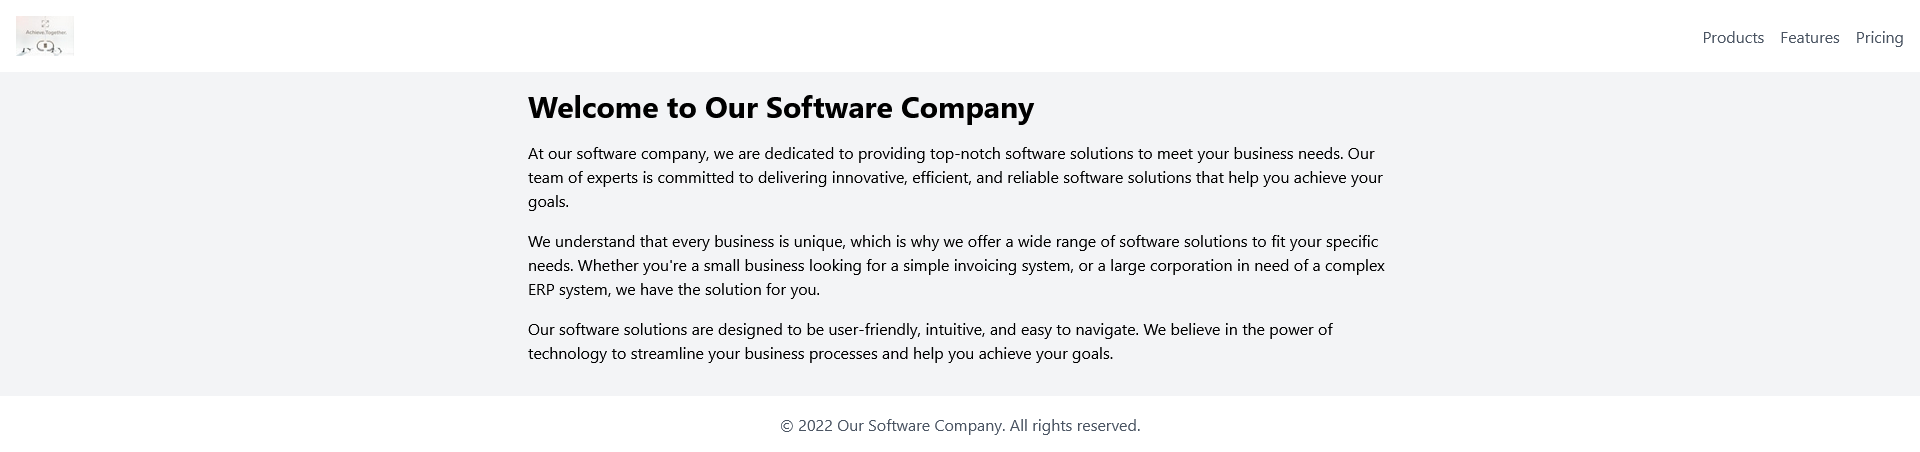 Achieve Together
Products Features Pricing
Welcome to Our Software Company
At our software company, we are dedicated to providing top-notch software solutions to meet your business needs. Our
team of experts is committed to delivering innovative, efficient, and reliable software solutions that help you achieve your
goals.
We understand that every business is unique, which is why we offer a wide range of software solutions to fit your specific
needs. Whether you're a small business looking for a simple invoicing system, or a large corporation in need of a complex
ERP system, we have the solution for you.
Our software solutions are designed to be user-friendly, intuitive, and easy to navigate. We believe in the power of
technology to streamline your business processes and help you achieve your goals.
© 2022 Our Software Company. All rights reserved.